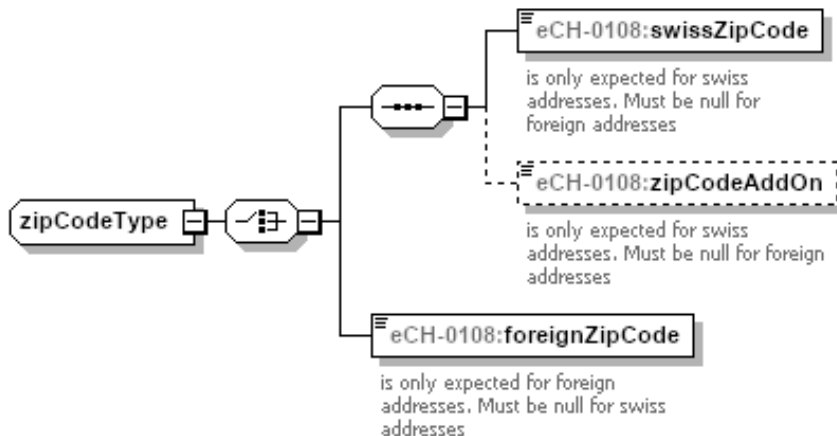 eCH-0108:swissZipCode
is only expected for swiss
addresses. Must be null for
foreign addresses
eCH-0108:zipCodeAddOn
is only expected for swiss
addresses. Must be null for foreign
addresses
zipCodeType
eCH-0108:foreignZipCode
is only expected for foreign
addresses. Must be null for swiss
addresses